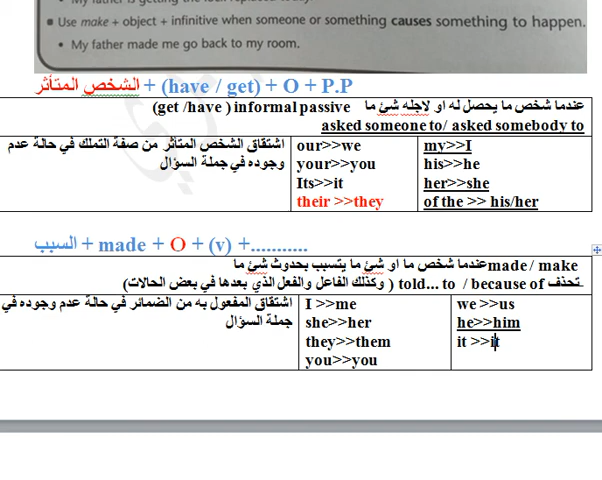 My father is getting the lock replaced today.
Use make + object + infinitive when someone or something causes something to happen.
• My father made me go back to my room.
الشخص المتأثر + (have / get) + O + P.P
عندما شخص ما يحصل له او لاجله شئ ما (get /have ) informal passive
asked someone to/ asked somebody to
اشتقاق الشخص المتأثر من صفة التملك في حالة عدم
وجوده في جملة السؤال
our>>we
your>>you
Its>>it
their >>they
my>>I
his>>he
her>>she
of the >> his/her
السبب + made + O + (v) +...........
made / make عندما شخص ما او شئ ما يتسبب بحدوث شئ ما
تحذف told... to / because of ( وكذلك الفاعل والفعل الذي بعدها في بعض الحالات)
اشتقاق المفعول به من الضمائر في حالة عدم وجوده في
جملة السؤال
I >>me
she>>her
they>>them
you>>you
we >>us
he>>him
it >>it